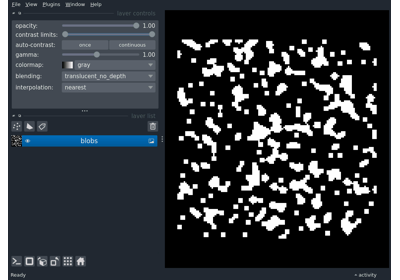 File View Plugins Window Help
layer controls
opacity: 1.00
contrast limits:
auto-contrast: once continuous
gamma: 1.00
colormap: gray
blending: translucent_no_depth
interpolation: nearest
layer list
blobs
Ready
activity